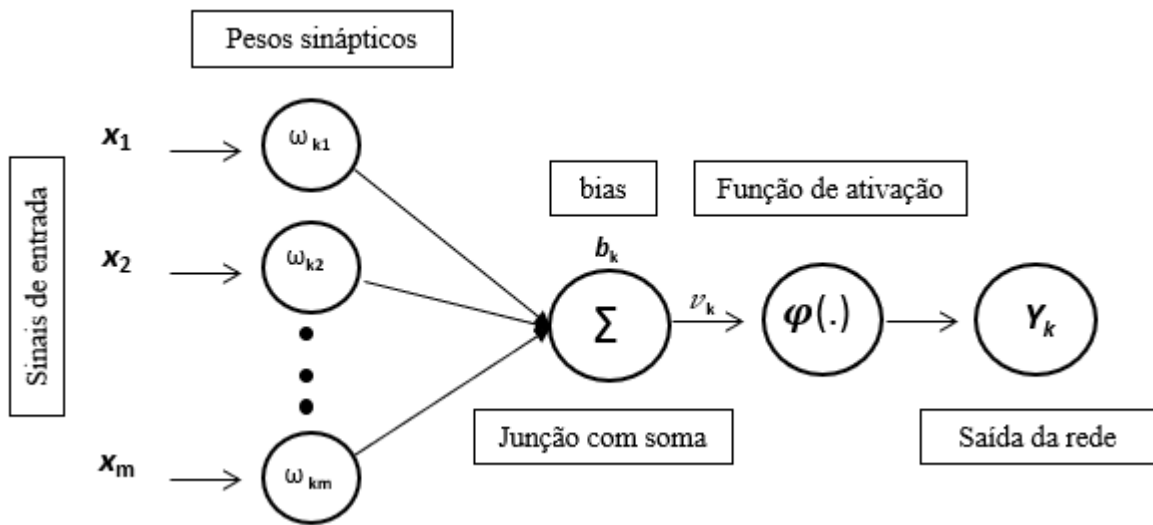 Pesos sinápticos
Sinais de entrada
x1
ωk1
x2
ωk2
xm
ωkm
bias
bk
Σ
Junção com soma
νk
Função de ativação
φ(.)
Yk
Saída da rede